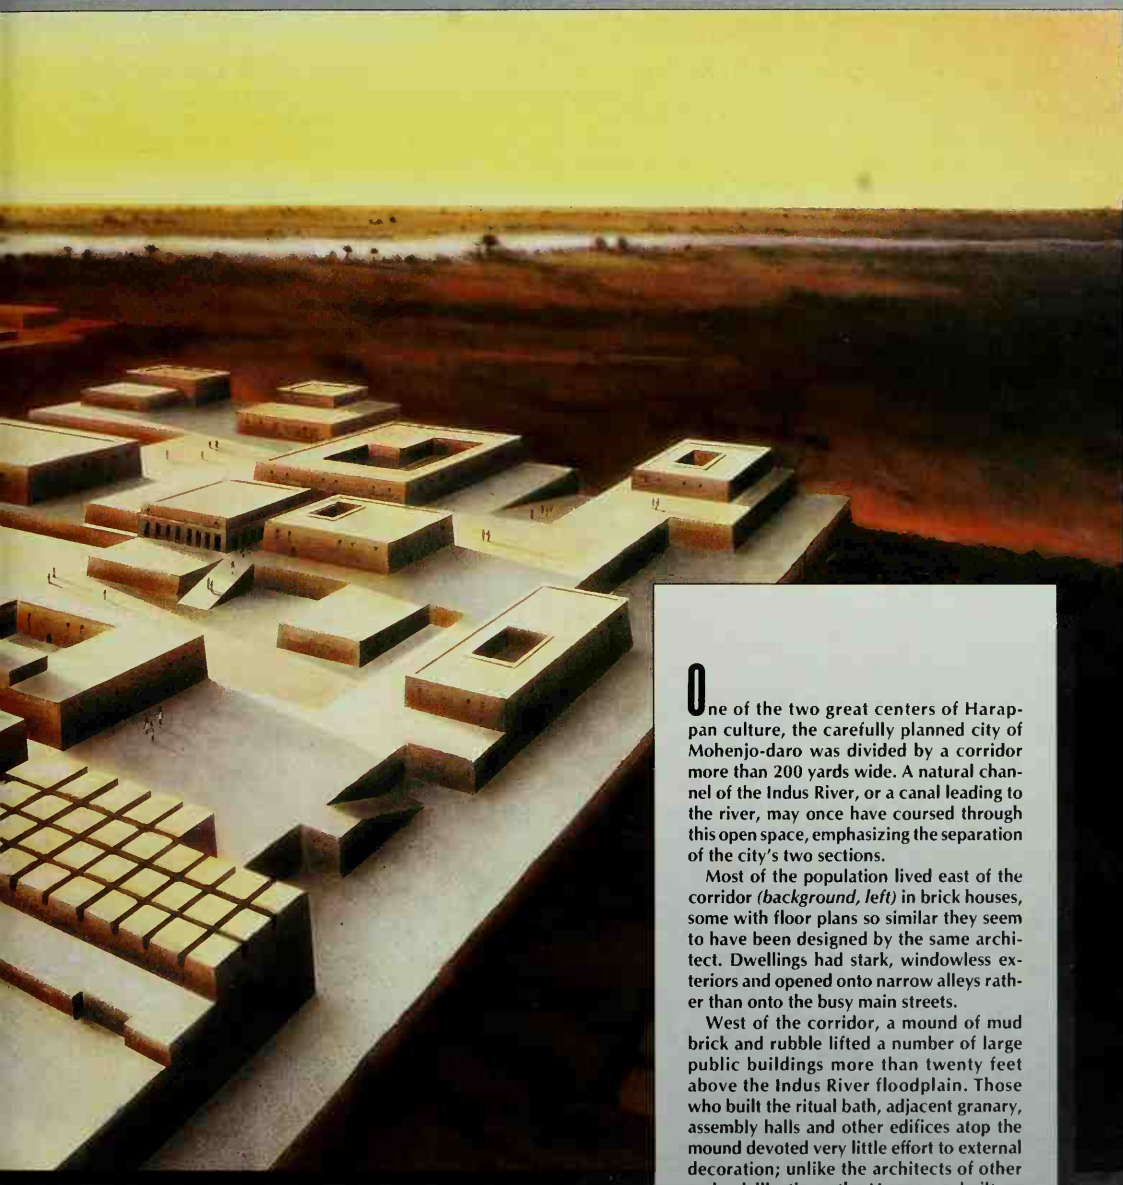 One of the two great centers of Harap-
pan culture, the carefully planned city of
Mohenjo-daro was divided by a corridor
more than 200 yards wide. A natural chan-
nel of the Indus River, or a canal leading to
the river, may once have coursed through
this open space, emphasizing the separation
of the city's two sections.
Most of the population lived east of the
corridor (background, left) in brick houses,
some with floor plans so similar they seem
to have been designed by the same archi-
tect. Dwellings had stark, windowless ex-
teriors and opened onto narrow alleys rath-
er than onto the busy main streets.
West of the corridor, a mound of mud
brick and rubble lifted a number of large
public buildings more than twenty feet
above the Indus River floodplain. Those
who built the ritual bath, adjacent granary,
assembly halls and other edifices atop the
mound devoted very little effort to external
decoration; unlike the architects of other